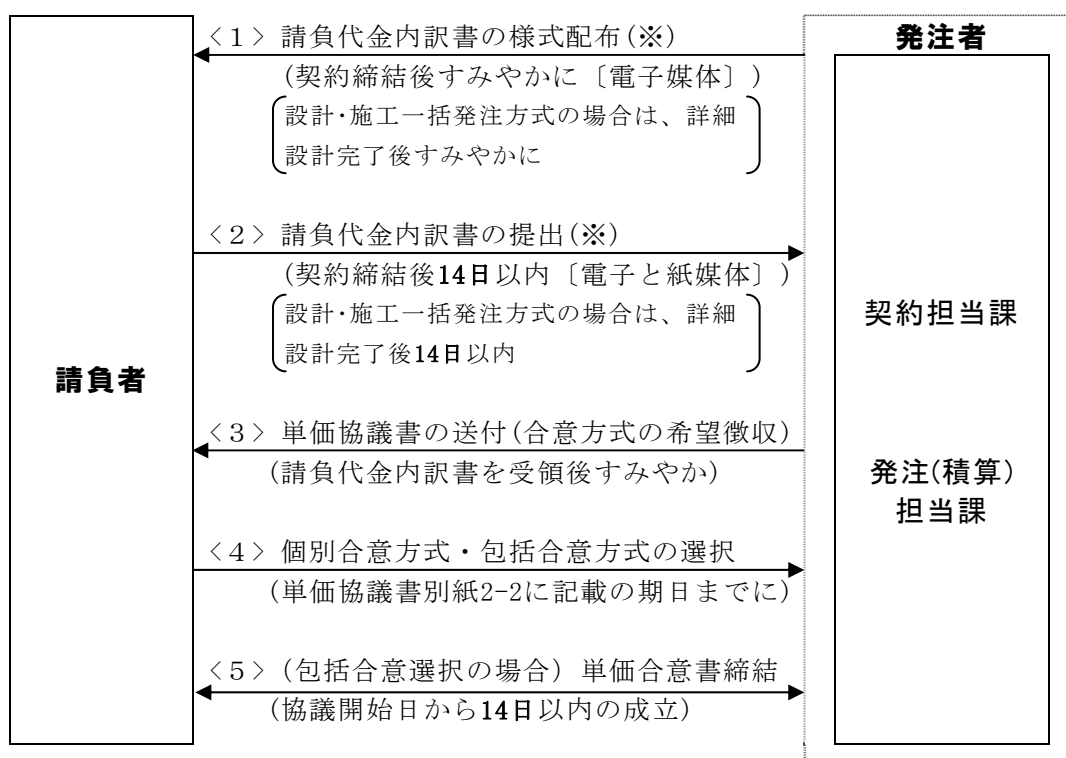 発注者
<1> 請負代金内訳書の様式配布(※)
(契約締結後すみやかに〔電子媒体〕)
設計・施工一括発注方式の場合は、詳細
設計完了後すみやかに
<2> 請負代金内訳書の提出(※)
(契約締結後14日以内〔電子と紙媒体〕)
設計・施工一括発注方式の場合は、詳細
設計完了後14日以内
契約担当課
請負者
<3> 単価協議書の送付(合意方式の希望徴収)
(請負代金内訳書を受領後すみやか)
発注(積算)
担当課
<4> 個別合意方式・包括合意方式の選択
(単価協議書別紙2-2に記載の期日までに)
<5> (包括合意選択の場合) 単価合意書締結
(協議開始日から14日以内の成立)